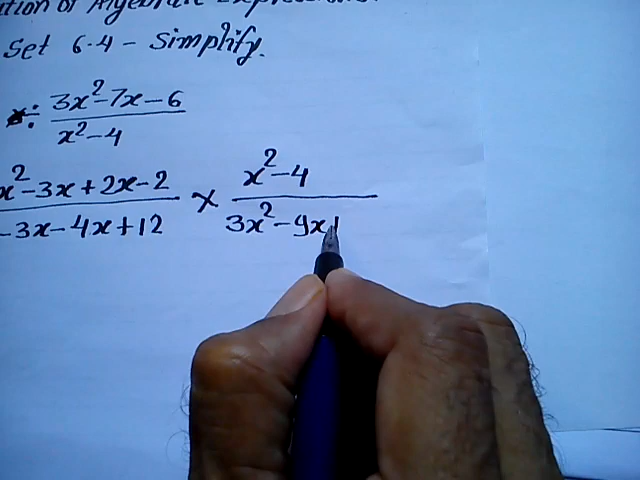 Set 6.4 - Simplify.
÷ 3x²-7x-6 / x²-4
x²-3x+2x-2 / -3x-4x+12 × x²-4 / 3x²-9x